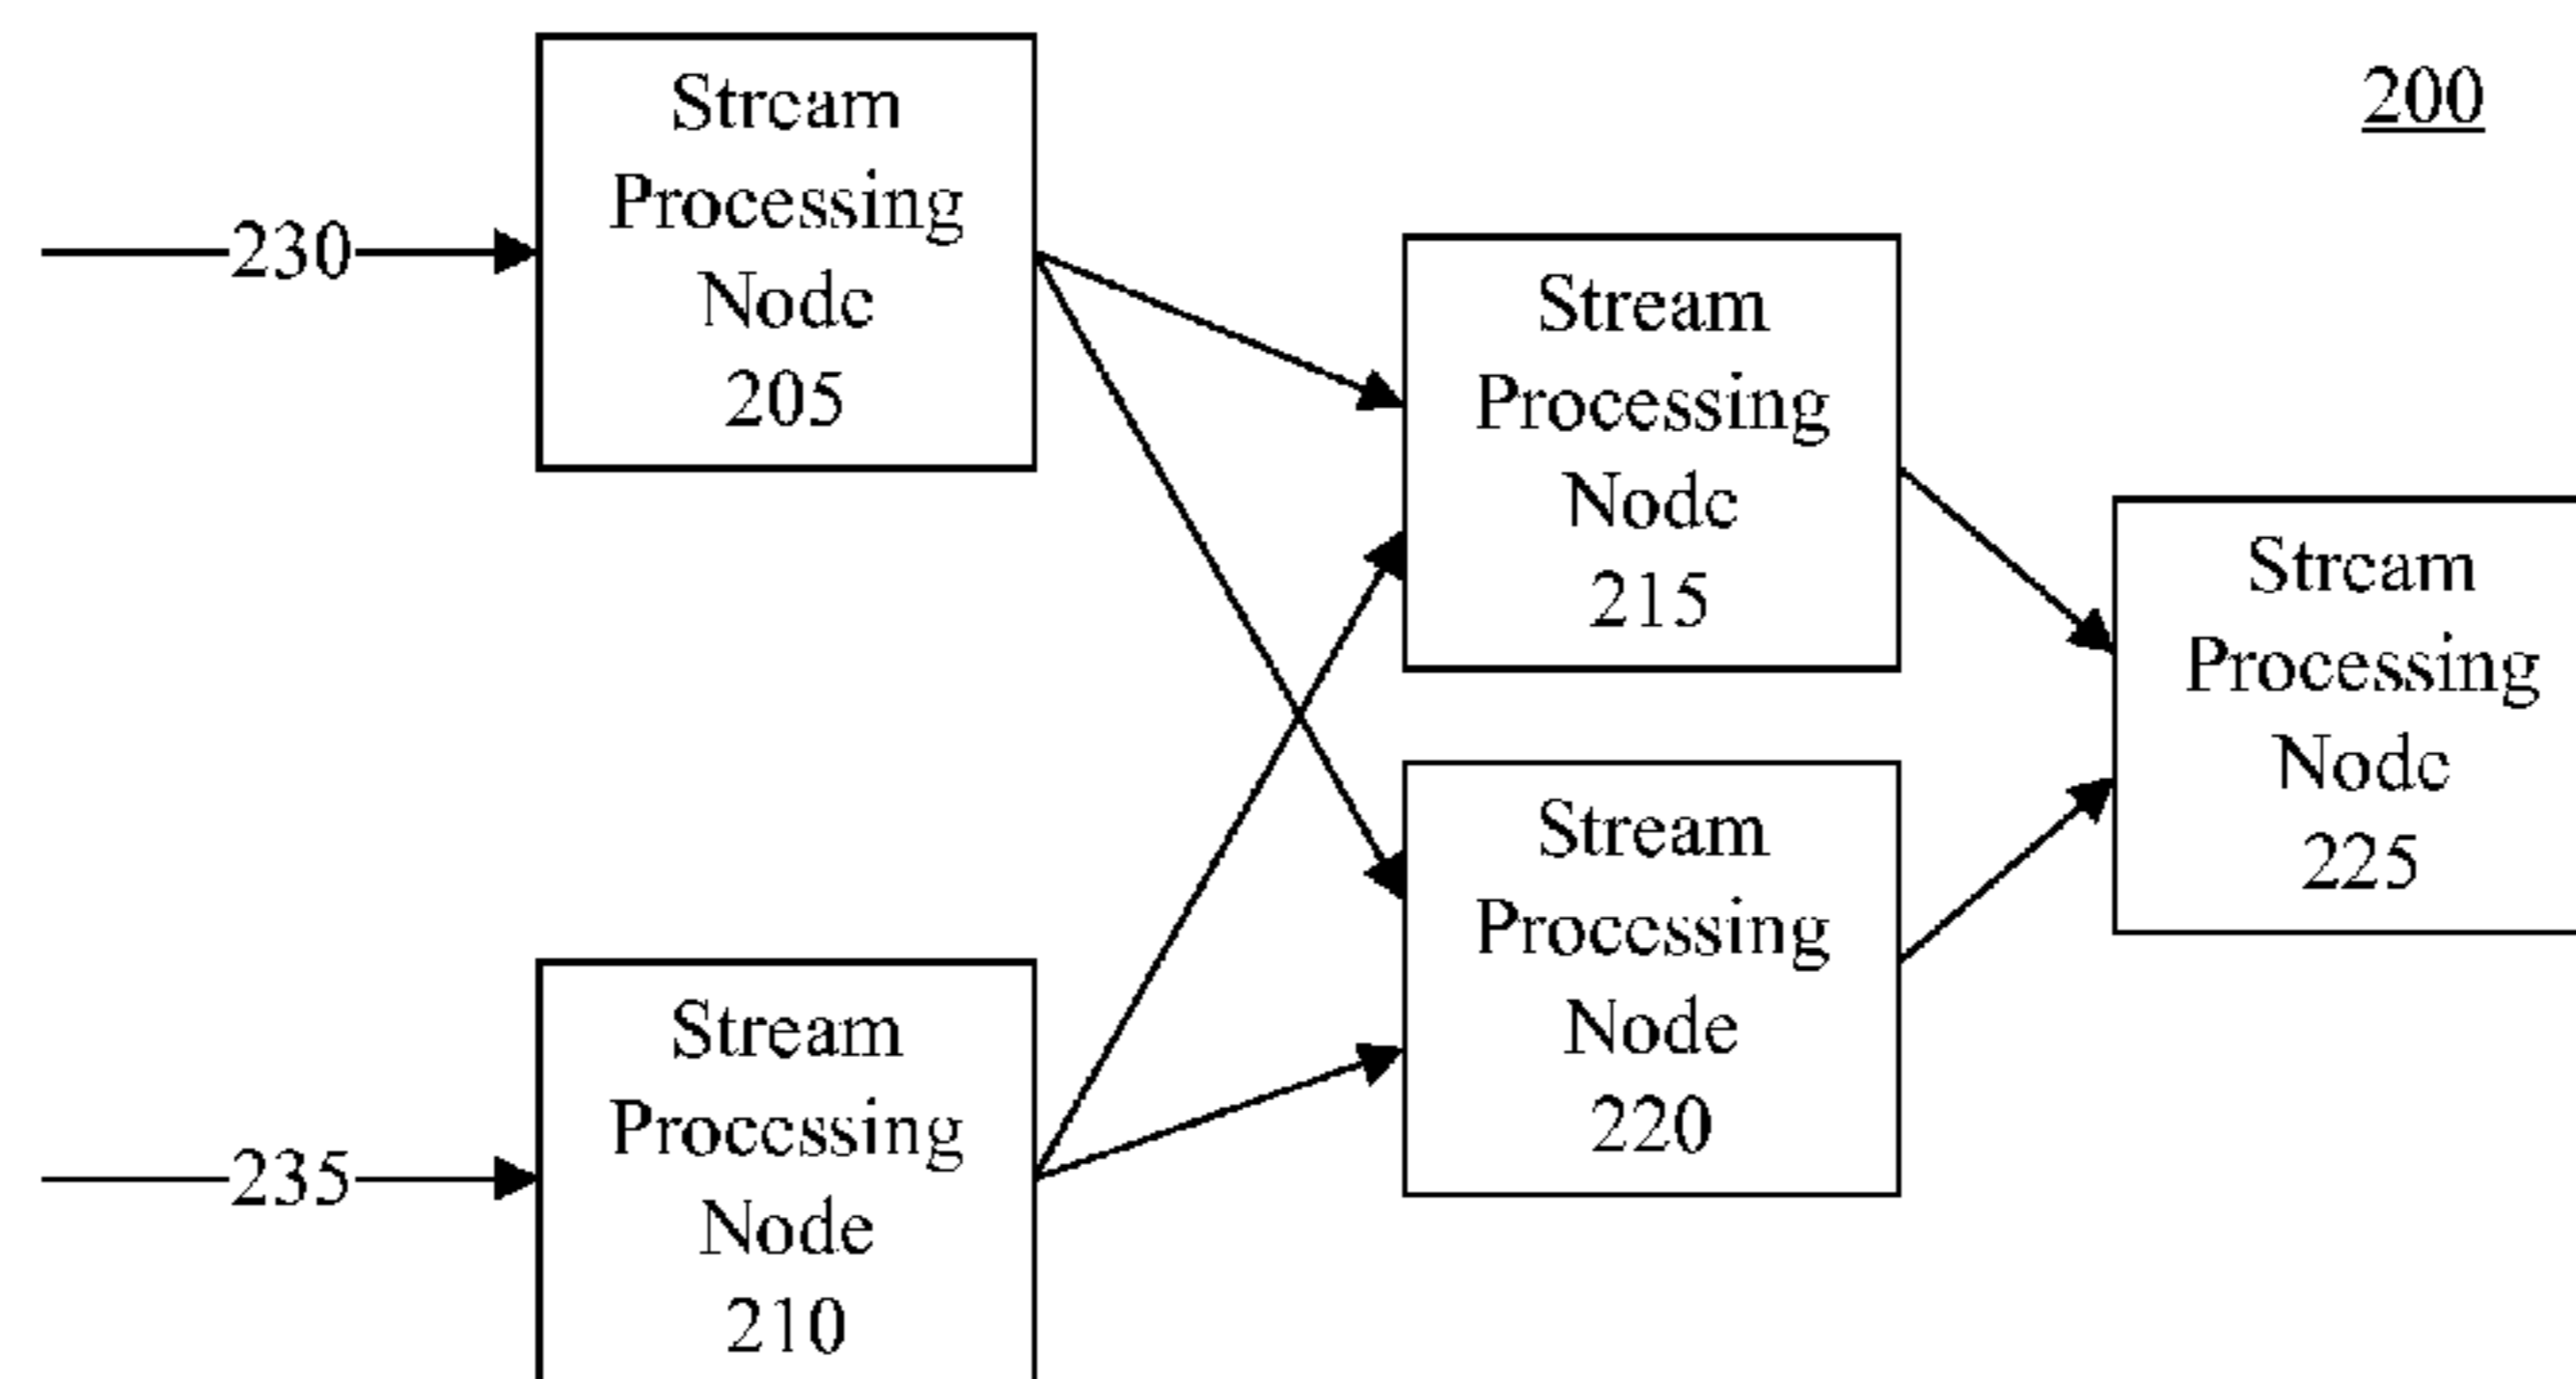 200
230
Stream
Processing
Node
205
Stream
Processing
Node
215
Stream
Processing
Node
225
Stream
Processing
Node
220
235
Stream
Processing
Node
210